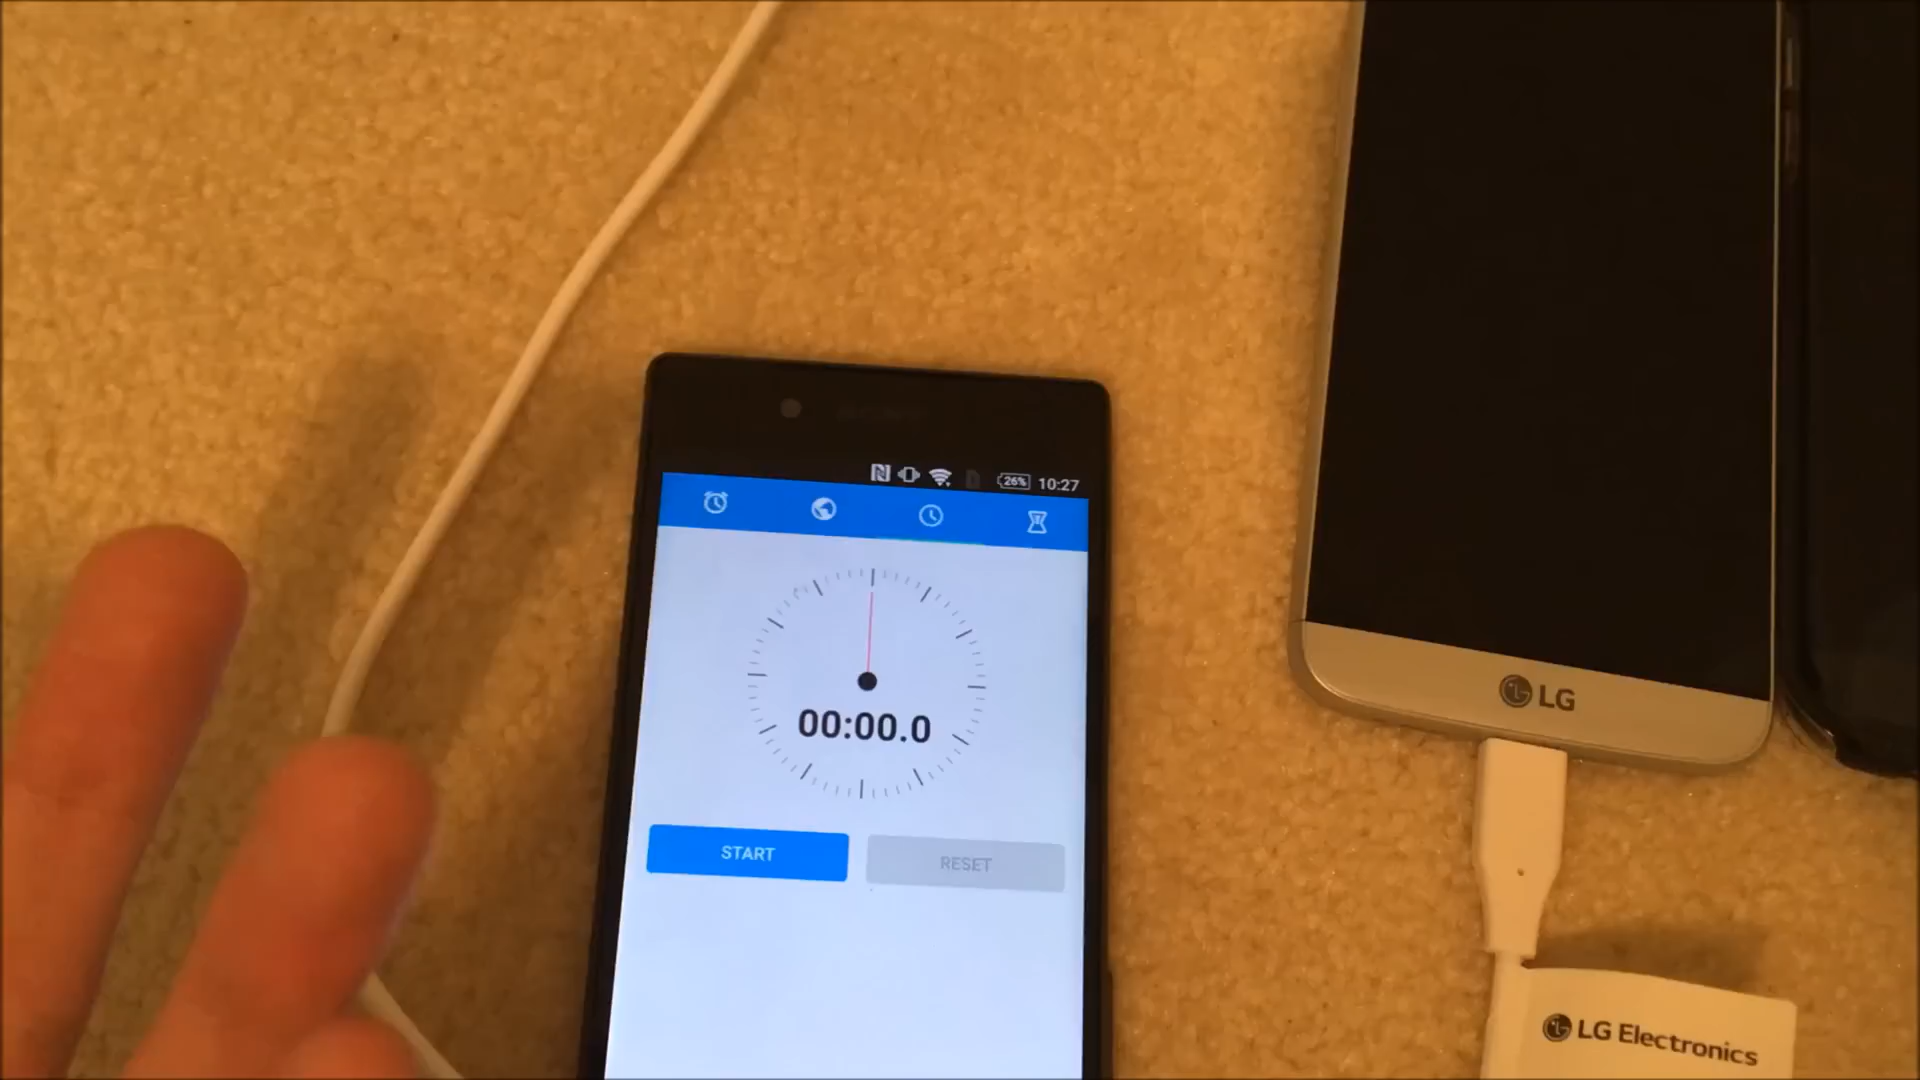 26% 10:27
00:00.0
START
RESET
LG
LG Electronics